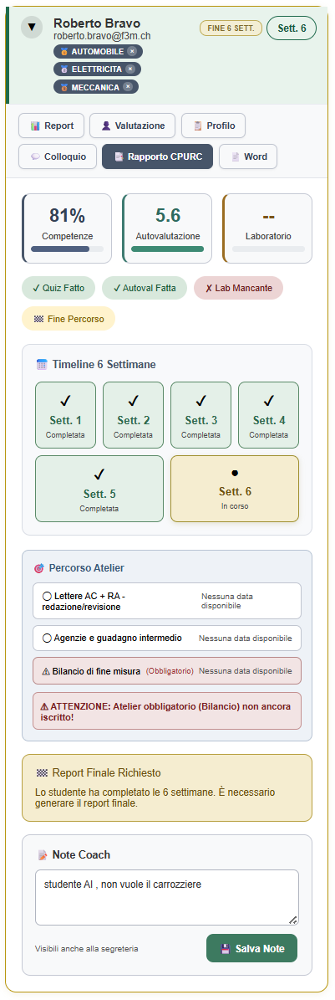 Roberto Bravo
roberto.bravo@f3m.ch
FINE 6 SETT.
Sett. 6
AUTOMOBILE ×
ELETTRICITA ×
MECCANICA ×
Report
Valutazione
Profilo
Colloquio
Rapporto CPURC
Word
81%
Competenze
5.6
Autovalutazione
--
Laboratorio
✓ Quiz Fatto
✓ Autoval Fatta
✗ Lab Mancante
Fine Percorso
Timeline 6 Settimane
✓
Sett. 1
Completata
✓
Sett. 2
Completata
✓
Sett. 3
Completata
✓
Sett. 4
Completata
✓
Sett. 5
Completata
●
Sett. 6
In corso
Percorso Atelier
Lettere AC + RA -
redazione/revisione
Nessuna data
disponibile
Agenzie e guadagno intermedio Nessuna data disponibile
⚠ Bilancio di fine misura (Obbligatorio) Nessuna data disponibile
⚠ ATTENZIONE: Atelier obbligatorio (Bilancio) non ancora
iscritto!
Report Finale Richiesto
Lo studente ha completato le 6 settimane. È necessario
generare il report finale.
Note Coach
studente AI , non vuole il carrozziere
Visibili anche alla segreteria
Salva Note